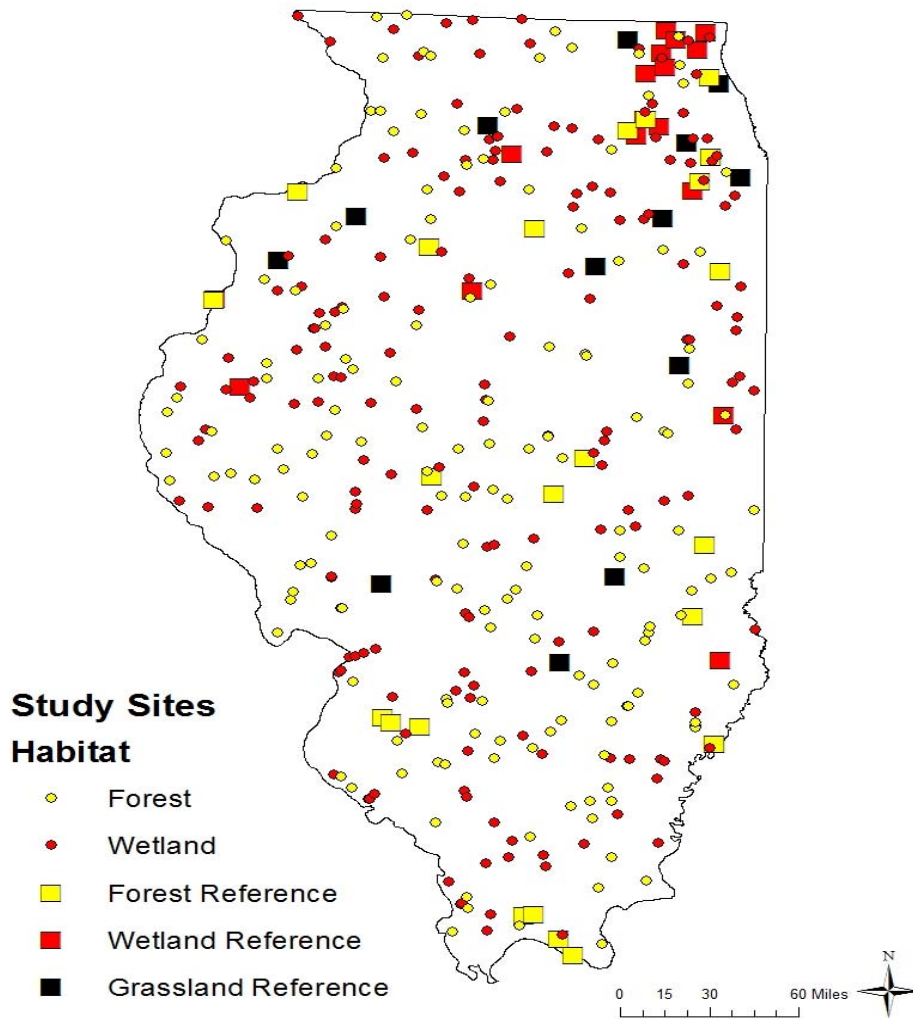 Study Sites
Habitat
Forest
Wetland
Forest Reference
Wetland Reference
Grassland Reference
N
0 15 30 60 Miles